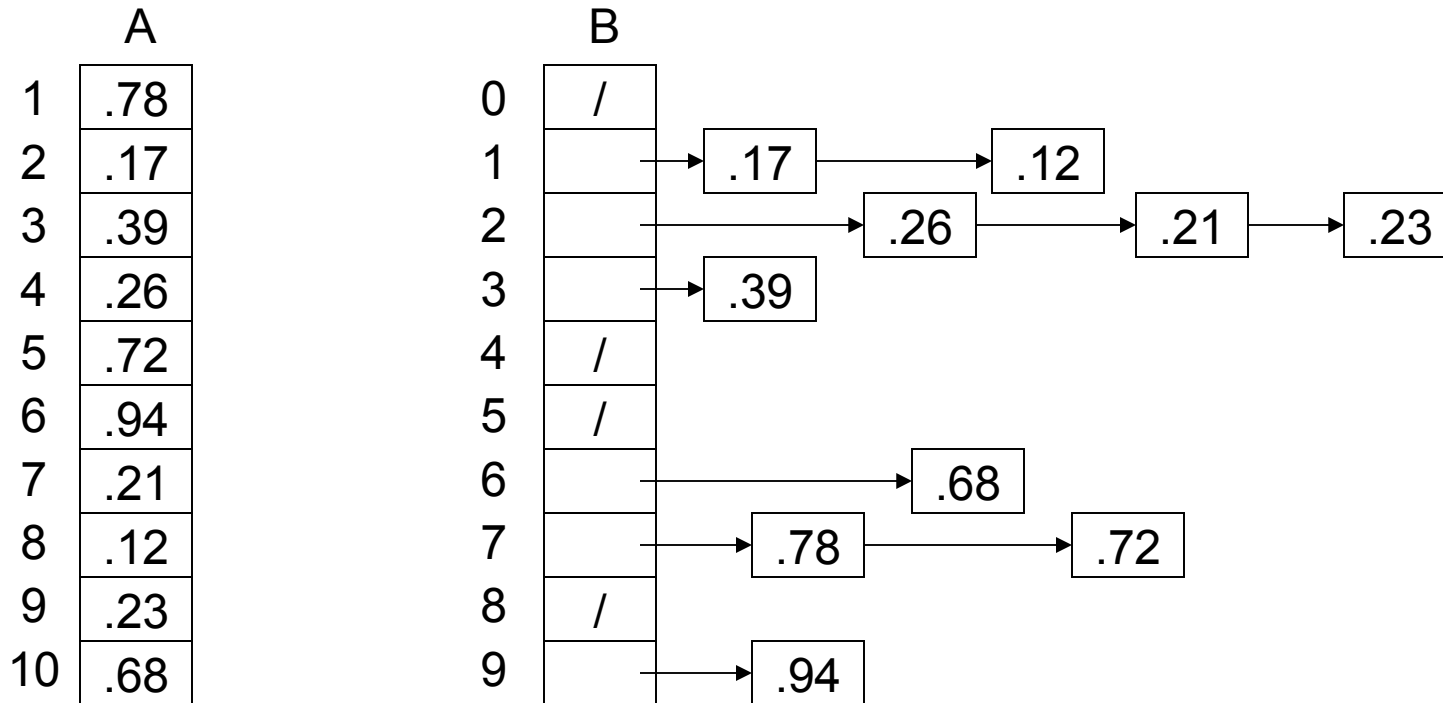 A B
1 .78 0 /
2 .17 1 .17 .12
3 .39 2 .26 .21 .23
4 .26 3 .39
5 .72 4 /
6 .94 5 /
7 .21 6 .68
8 .12 7 .78 .72
9 .23 8 /
10 .68 9 .94